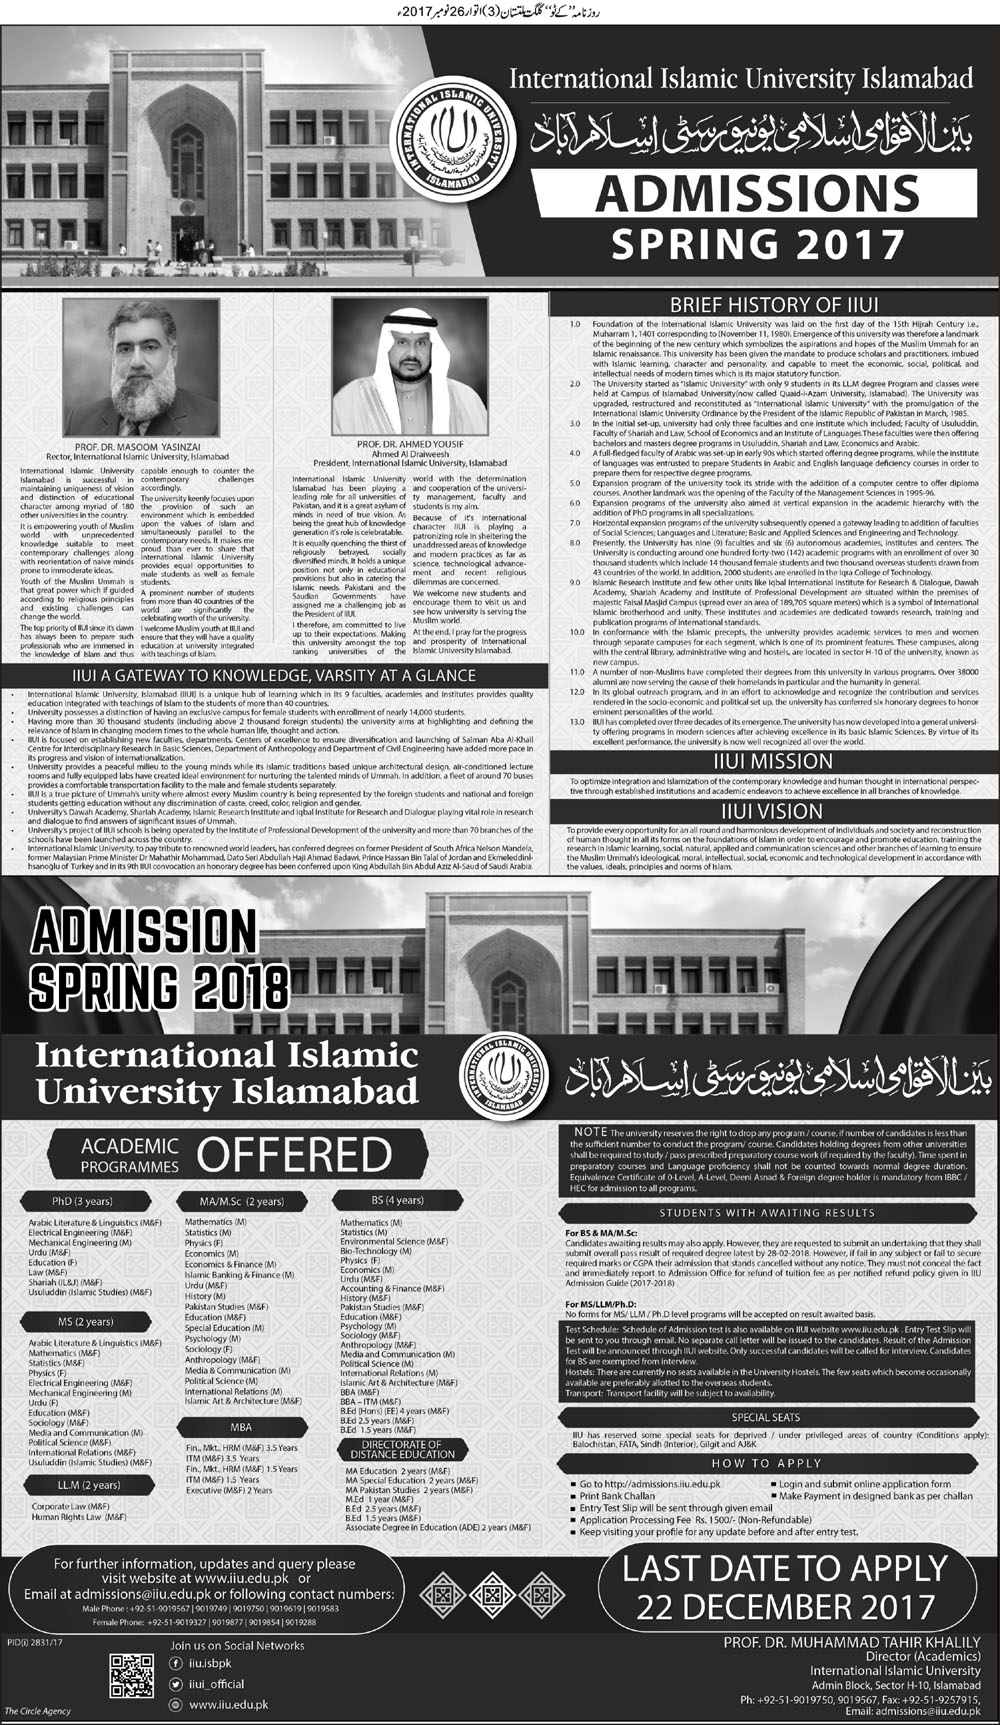 روزنامہ ”کے ٹو“ گلگت بلتستان (3) اتوار 26 نومبر 2017ء
International Islamic University Islamabad
بین الاقوامی اسلامی یونیورسٹی اسلام آباد
INTERNATIONAL ISLAMIC UNIVERSITY
ISLAMABAD
ADMISSIONS
SPRING 2017
PROF. DR. MASOOM YASINZAI
Rector, International Islamic University, Islamabad
International Islamic University
Islamabad is successful in
maintaining uniqueness of vision
and distinction of educational
character among myriad of 180
other universities in the country.
It is empowering youth of Muslim
world with unprecedented
knowledge suitable to meet
contemporary challenges along
with reorientation of naive minds
prone to immoderate ideas.
Youth of the Muslim Ummah is
that great power which if guided
according to religious principles
and existing challenges can
change the world.
The top priority of IIUI since it's dawn
has always been to prepare such
professionals who are immersed in
the knowledge of Islam and thus
capable enough to counter the
contemporary challenges
accordingly.
The university keenly focuses upon
the provision of such an
environment which is embedded
upon the values of Islam and
simultaneously parallel to the
contemporary needs. It makes me
proud than ever to share that
International Islamic University
provides equal opportunities to
male students as well as female
students.
A prominent number of students
from more than 40 countries of the
world are significantly the
celebrating worth of the university.
I welcome Muslim youth at IIUI and
ensure that they will have a quality
education at university integrated
with teachings of Islam.
PROF. DR. AHMED YOUSIF
Ahmed Al Draiweesh
President, International Islamic University, Islamabad
International Islamic University
Islamabad has been playing a
leading role for all universities of
Pakistan, and it is a great asylum of
minds in need of true vision. As
being the great hub of knowledge
generation it's role is celebratable.
It is equally quenching the thirst of
religiously betrayed, socially
diversified minds. It holds a unique
position not only in educational
provisions but also in catering the
Islamic needs. Pakistan and the
Saudian Government have
assigned me a challenging job as
the President of IIUI.
I therefore, am committed to live
up to their expectations. Making
this university amongst the top
ranking universities of the
world with the determination
and cooperation of the universi-
ty management, faculty and
students is my aim.
Because of it's international
character IIUI is playing a
patronizing role in sheltering the
unaddressed areas of knowledge
and modern practices as far as
science, technological advance-
ment and recent religious
dilemmas are concerned.
We welcome new students and
encourage them to visit us and
see how university is serving the
Muslim world.
At the end, I pray for the progress
and prosperity of International
Islamic University Islamabad.
IIUI A GATEWAY TO KNOWLEDGE, VARSITY AT A GLANCE
• International Islamic University, Islamabad (IIUI) is a unique hub of learning which in its 9 faculties, academies and Institutes provides quality
education integrated with teachings of Islam to the students of more than 40 countries.
• University possesses a distinction of having an exclusive campus for female students with enrollment of nearly 14,000 students.
• Having more than 30 thousand students (including above 2 thousand foreign students) the university aims at highlighting and defining the
relevance of Islam in changing modern times to the whole human life, thought and action.
• IIUI is focused on establishing new faculties, departments. Centers of excellence to ensure diversification and launching of Salman Aba Al-Khail
Centre for Interdisciplinary Research in Basic Sciences, Department of Anthropology and Department of Civil Engineering have added more pace in
its progress and vision of internationalization.
• University provides a peaceful milieu to the young minds while its Islamic traditions based unique architectural design, air-conditioned lecture
rooms and fully equipped labs have created ideal environment for nurturing the talented minds of Ummah. In addition, a fleet of around 70 buses
provides a comfortable transportation facility to the male and female students separately.
• IIUI is a true picture of Ummah's unity where almost every Muslim country is being represented by the foreign students and national and foreign
students getting education without any discrimination of caste, creed, color, religion and gender.
• University's Dawah Academy, Shariah Academy, Islamic Research Institute and Iqbal Institute for Research and Dialogue playing vital role in research
and dialogue to find answers of significant issues of Ummah.
• University's project of IIUI schools is being operated by the Institute of Professional Development of the university and more than 70 branches of the
schools have been launched across the country.
• International Islamic University, to pay tribute to renowned world leaders, has conferred degrees on former President of South Africa Nelson Mandela,
former Malaysian Prime Minister Dr Mahathir Mohammad, Dato Seri Abdullah Haji Ahmad Badawi, Prince Hassan Bin Talal of Jordan and Ekmeleddinl-
hsanoglu of Turkey and in its 9th IIUI convocation an honorary degree has been conferred upon King Abdullah Bin Abdul Aziz Al-Saud of Saudi Arabia.
BRIEF HISTORY OF IIUI
1.0 Foundation of the International Islamic University was laid on the first day of the 15th Hijrah Century i.e.,
Muharram 1, 1401 corresponding to (November 11, 1980). Emergence of this university was therefore a landmark
of the beginning of the new century which symbolizes the aspirations and hopes of the Muslim Ummah for an
Islamic renaissance. This university has been given the mandate to produce scholars and practitioners. imbued
with Islamic learning, character and personality, and capable to meet the economic, social, political, and
intellectual needs of modern times which is its major statutory function.
2.0 The University started as "Islamic University" with only 9 students in its LL.M degree Program and classes were
held at Campus of Islamabad University(now called Quaid-i-Azam University, Islamabad). The University was
upgraded, restructured and reconstituted as "International Islamic University" with the promulgation of the
International Islamic University Ordinance by the President of the Islamic Republic of Pakistan in March, 1985.
3.0 In the initial set-up, university had only three faculties and one institute which included; Faculty of Usuluddin,
Faculty of Shariah and Law, School of Economics and an Institute of Languages.These faculties were then offering
bachelors and masters degree programs in Usuluddin, Shariah and Law, Economics and Arabic.
4.0 A full-fledged faculty of Arabic was set-up in early 90s which started offering degree programs, while the institute
of languages was entrusted to prepare Students in Arabic and English language deficiency courses in order to
prepare them for respective degree programs.
5.0 Expansion program of the university took its stride with the addition of a computer centre to offer diploma
courses. Another landmark was the opening of the Faculty of the Management Sciences in 1995-96.
6.0 Expansion programs of the university also aimed at vertical expansion in the academic hierarchy with the
addition of PhD programs in all specializations.
7.0 Horizontal expansion programs of the university subsequently opened a gateway leading to addition of faculties
of Social Sciences; Languages and Literature; Basic and Applied Sciences and Engineering and Technology.
8.0 Presently, the University has nine (9) faculties and six (6) autonomous academies, institutes and centers. The
University is conducting around one hundred forty-two (142) academic programs with an enrollment of over 30
thousand students which include 14 thousand female students and two thousand overseas students drawn from
43 countries of the world. In addition, 2000 students are enrolled in the Iqra College of Technology.
9.0 Islamic Research Institute and few other units like Iqbal International Institute for Research & Dialogue, Dawah
Academy, Shariah Academy and Institute of Professional Development are situated within the premises of
majestic Faisal Masjid Campus (spread over an area of 189,705 square meters) which is a symbol of International
Islamic brotherhood and unity. These institutes and academies are dedicated towards research, training and
publication programs of international standards.
10.0 In conformance with the Islamic precepts, the university provides academic services to men and women
through separate campuses for each segment, which is one of its prominent features. These campuses, along
with the central library, administrative wing and hostels, are located in sector H-10 of the university, known as
new campus.
11.0 A number of non-Muslims have completed their degrees from this university in various programs. Over 38000
alumni are now serving the cause of their homelands in particular and the humanity in general.
12.0 In its global outreach program, and in an effort to acknowledge and recognize the contribution and services
rendered in the socio-economic and political set up, the university has conferred six honorary degrees to honor
eminent personalities of the world.
13.0 IIUI has completed over three decades of its emergence. The university has now developed into a general universi-
ty offering programs in modern sciences after achieving excellence in its basic Islamic Sciences. By virtue of its
excellent performance, the university is now well recognized all over the world.
IIUI MISSION
To optimize integration and Islamization of the contemporary knowledge and human thought in international perspec-
tive through established institutions and academic endeavors to achieve excellence in all branches of knowledge.
IIUI VISION
To provide every opportunity for all round and harmonious development of individuals and society and reconstruction
of human thought in all its forms on the foundations of Islam in order to encourage and promote education, training the
research in Islamic learning, social, natural, applied and communication sciences and other branches of learning to ensure
the Muslim Ummah's ideological, moral, intellectual, social, economic and technological development in accordance with
the values, ideals, principles and norms of Islam.
ADMISSION
SPRING 2018
International Islamic
University Islamabad
INTERNATIONAL ISLAMIC UNIVERSITY
ISLAMABAD
بین الاقوامی اسلامی یونیورسٹی اسلام آباد
ACADEMIC
PROGRAMMES
OFFERED
PhD (3 years)
Arabic Literature & Linguistics (M&F)
Electrical Engineering (M&F)
Mechanical Engineering (M)
Urdu (M&F)
Education (F)
Law (M&F)
Shariah (IL&J) (M&F)
Usuluddin (Islamic Studies) (M&F)
MS (2 years)
Arabic Literature & Linguistics (M&F)
Mathematics (M)
Statistics (M)
Physics (F)
Electrical Engineering (M&F)
Mechanical Engineering (M)
Urdu (F)
Education (M&F)
Sociology (M&F)
Media and Communication (M)
Political Science (M)
International Relations (M&F)
Usuluddin (Islamic Studies) (M&F)
LL.M (2 years)
Corporate Law (M&F)
Human Rights Law (M&F)
MA/M.Sc (2 years)
Mathematics (M)
Statistics (M)
Physics (F)
Economics (M)
Economics & Finance (M)
Islamic Banking & Finance (M)
Urdu (M)
History (M)
Pakistan Studies (M)
Education (M&F)
Special Education (M)
Psychology (M)
Sociology (F)
Anthropology (M)
Media & Communication (M)
Political Science (M)
International Relations (M)
Islamic Art & Architecture (M&F)
MBA
Fin., Mkt., HRM (M&F) 3.5 Years
ITM (M&F) 3.5 Years
Fin., Mkt., HRM (M&F) 1.5 Years
ITM (M&F) 1.5 Years
Executive (M&F) 2 Years
BS (4 years)
Mathematics (M)
Statistics (M)
Environmental Science (M&F)
Bio-Technology (M)
Physics (F)
Economics (M)
Urdu (M&F)
Accounting & Finance (M&F)
History (M&F)
Pakistan Studies (M&F)
Education (M&F)
Psychology (M)
Sociology (M&F)
Anthropology (M&F)
Media and Communication (M)
Political Science (M)
International Relations (M)
Islamic Art & Architecture (M&F)
BBA (M&F)
BBA – ITM (M&F)
B.Ed (Hons) (EE) 4 years (M&F)
B.Ed 2.5 years (M&F)
B.Ed 1.5 years (M&F)
DIRECTORATE OF
DISTANCE EDUCATION
MA Education 2 years (M&F)
MA Special Education 2 years (M&F)
MA Pakistan Studies 2 years (M&F)
M.Ed 1 year (M&F)
B.Ed 2.5 years (M&F)
B.Ed 1.5 years (M&F)
Associate Degree in Education (ADE) 2 years (M&F)
NOTE The university reserves the right to drop any program / course, if number of candidates is less than
the sufficient number to conduct the program/ course. Candidates holding degrees from other universities
shall be required to study / pass prescribed preparatory course work (if required by the faculty). Time spent in
preparatory courses and Language proficiency shall not be counted towards normal degree duration.
Equivalence Certificate of 0-Level, A-Level, Deeni Asnad & Foreign degree holder is mandatory from IBBC /
HEC for admission to all programs.
STUDENTS WITH AWAITING RESULTS
For BS & MA/M.Sc:
Candidates awaiting results may also apply. However, they are requested to submit an undertaking that they shall
submit overall pass result of required degree latest by 28-02-2018. However, if fail in any subject or fail to secure
required marks or CGPA their admission that stands cancelled without any notice. They must not conceal the fact
and immediately report to Admission Office for refund of tuition fee as per notified refund policy given in IIU
Admission Guide (2017-2018)
For MS/LLM/Ph.D:
No forms for MS/ LLM / Ph.D level programs will be accepted on result awaited basis.
Test Schedule: Schedule of Admission test is also available on IIUI website www.iiu.edu.pk . Entry Test Slip will
be sent to you through email. No separate call letter will be issued to the candidates. Result of the Admission
Test will be announced through IIUI website. Only successful candidates will be called for interview. Candidates
for BS are exempted from interview.
Hostels: There are currently no seats available in the University Hostels. The few seats which become occasionally
available are preferably allotted to the overseas students.
Transport: Transport facility will be subject to availability.
SPECIAL SEATS
IIU has reserved some special seats for deprived / under privileged areas of country (Conditions apply):
Balochistan, FATA, Sindh (Interior), Gilgit and AJ&K
HOW TO APPLY
▪ Go to http://admissions.iiu.edu.pk ▪ Login and submit online application form
▪ Print Bank Challan ▪ Make Payment in designed bank as per challan
▪ Entry Test Slip will be sent through given email
▪ Application Processing Fee Rs. 1500/- (Non-Refundable)
▪ Keep visiting your profile for any update before and after entry test.
For further information, updates and query please
visit website at www.iiu.edu.pk or
Email at admissions@iiu.edu.pk or following contact numbers:
Male Phone : +92-51-9019567 | 9019749 | 9019750 | 9019619 | 9019583
Female Phone: +92-51-9019327 | 9019877 | 9019854 | 9019288
LAST DATE TO APPLY
22 DECEMBER 2017
PID(i) 2831/17
Join us on Social Networks
iiu.isbpk
iiui_official
www.iiu.edu.pk
The Circle Agency
PROF. DR. MUHAMMAD TAHIR KHALILY
Director (Academics)
International Islamic University
Admin Block, Sector H-10, Islamabad
Ph: +92-51-9019750, 9019567, Fax: +92-51-9257915,
Email: admissions@iiu.edu.pk